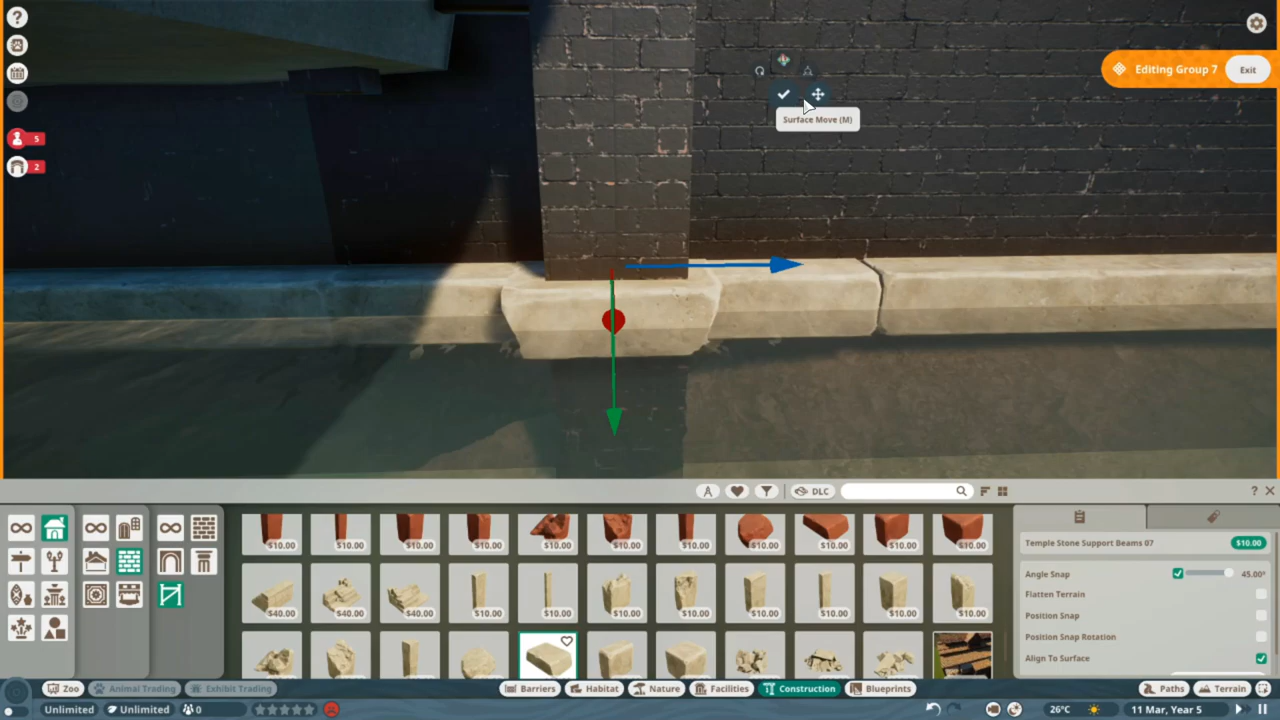 ?
Editing Group 7 Exit
5
2
Surface Move (M)
DLC
? ×
$10.00 $10.00 $10.00 $10.00 $10.00 $10.00 $10.00 $10.00 $10.00 $10.00 $10.00
$40.00 $40.00 $40.00 $10.00 $10.00 $10.00 $10.00 $10.00 $10.00 $10.00 $10.00
Temple Stone Support Beams 07 $10.00
Angle Snap 45.00°
Flatten Terrain
Position Snap
Position Snap Rotation
Align To Surface
Zoo Animal Trading Exhibit Trading Barriers Habitat Nature Facilities Construction Blueprints Paths Terrain
Unlimited Unlimited 0 26°C 11 Mar, Year 5